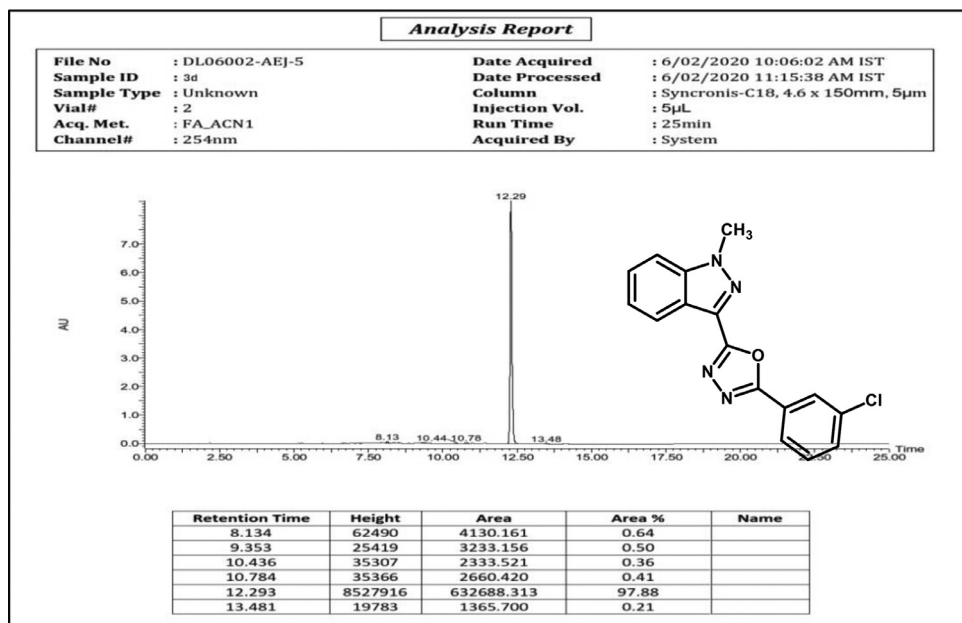 Analysis Report
File No : DL06002-AEJ-5 Date Acquired : 6/02/2020 10:06:02 AM IST
Sample ID : 3d Date Processed : 6/02/2020 11:15:38 AM IST
Sample Type : Unknown Column : Syncronis-C18, 4.6 x 150mm, 5µm
Vial# : 2 Injection Vol. : 5µL
Acq. Met. : FA_ACN1 Run Time : 25min
Channel# : 254nm Acquired By : System
12.29
7.0
6.0
5.0
4.0
3.0
2.0
1.0
0.0
AU
8.13 10.44 10.78 13.48
0.00 2.50 5.00 7.50 10.00 12.50 15.00 17.50 20.00 22.50 25.00
Time
CH3
N
N
O
N
N
Cl
Retention Time Height Area Area % Name
8.134 62490 4130.161 0.64
9.353 25419 3233.156 0.50
10.436 35307 2333.521 0.36
10.784 35366 2660.420 0.41
12.293 8527916 632688.313 97.88
13.481 19783 1365.700 0.21